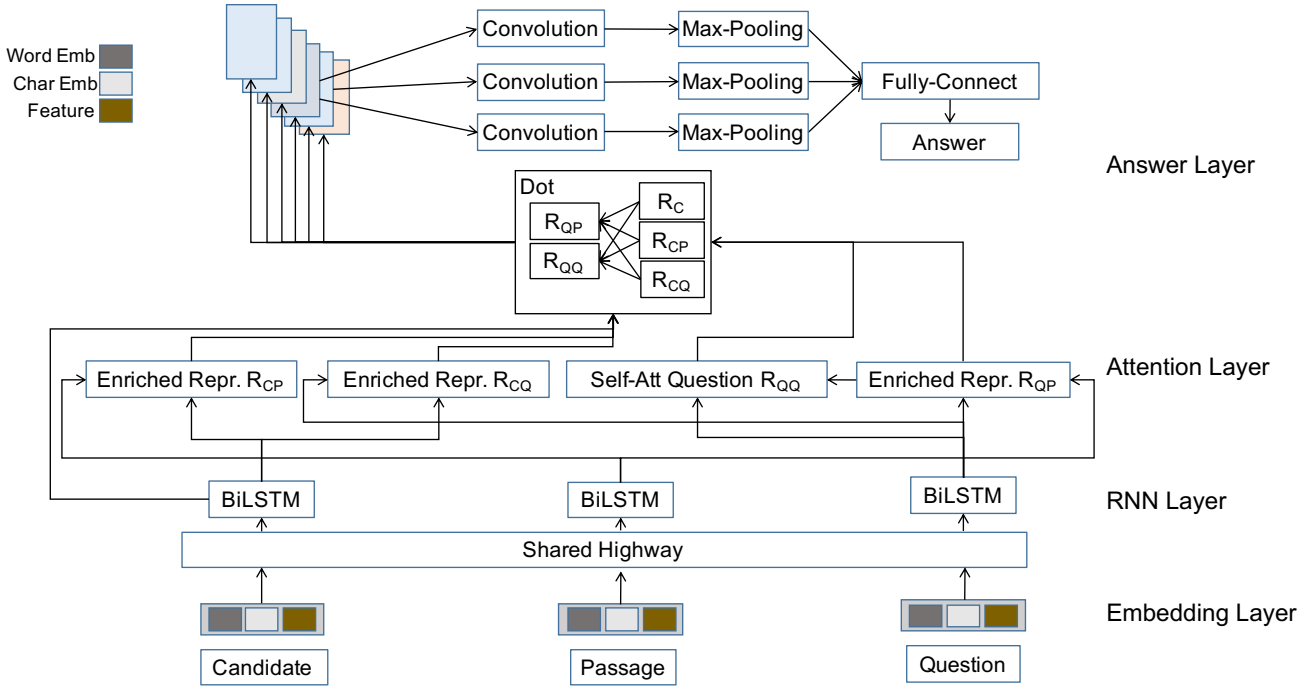 Word Emb
Char Emb
Feature
Convolution Max-Pooling
Convolution Max-Pooling
Convolution Max-Pooling
Fully-Connect
Answer
Answer Layer
Dot
R_QP
R_QQ
R_C
R_CP
R_CQ
Enriched Repr. R_CP
Enriched Repr. R_CQ
Self-Att Question R_QQ
Enriched Repr. R_QP
Attention Layer
BiLSTM
BiLSTM
BiLSTM
RNN Layer
Shared Highway
Embedding Layer
Candidate
Passage
Question